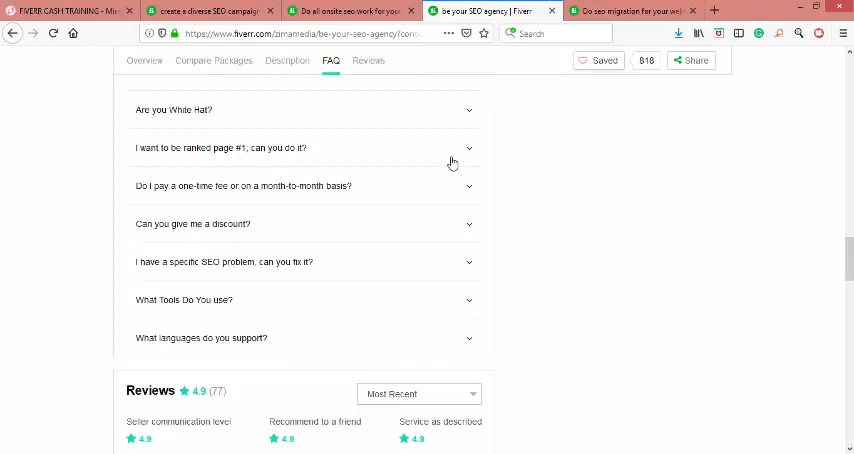 FIVERR CASH TRAINING - Min
create a diverse SEO campaign
Do all onsite seo work for your
be your SEO agency | Fiverr
Do seo migration for your web
https://www.fiverr.com/zimamedia/be-your-seo-agency?cont
Search
Overview
Compare Packages
Description
FAQ
Reviews
Saved
818
Share
Are you White Hat?
I want to be ranked page #1; can you do it?
Do I pay a one-time fee or on a month-to-month basis?
Can you give me a discount?
I have a specific SEO problem, can you fix it?
What Tools Do You use?
What languages do you support?
Reviews 4.9 (77)
Most Recent
Seller communication level
Recommend to a friend
Service as described
4.9
4.9
4.9